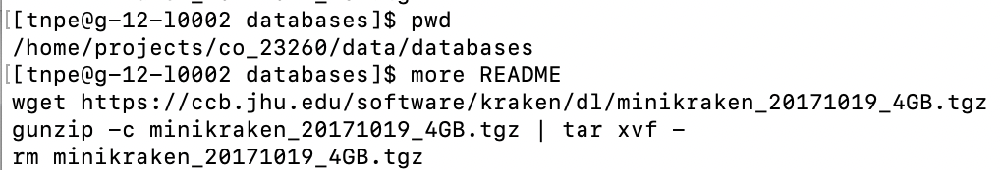 [[tnpe@g-12-l0002 databases]$ pwd
/home/projects/co_23260/data/databases
[[tnpe@g-12-l0002 databases]$ more README
wget https://ccb.jhu.edu/software/kraken/dl/minikraken_20171019_4GB.tgz
gunzip -c minikraken_20171019_4GB.tgz | tar xvf -
rm minikraken_20171019_4GB.tgz